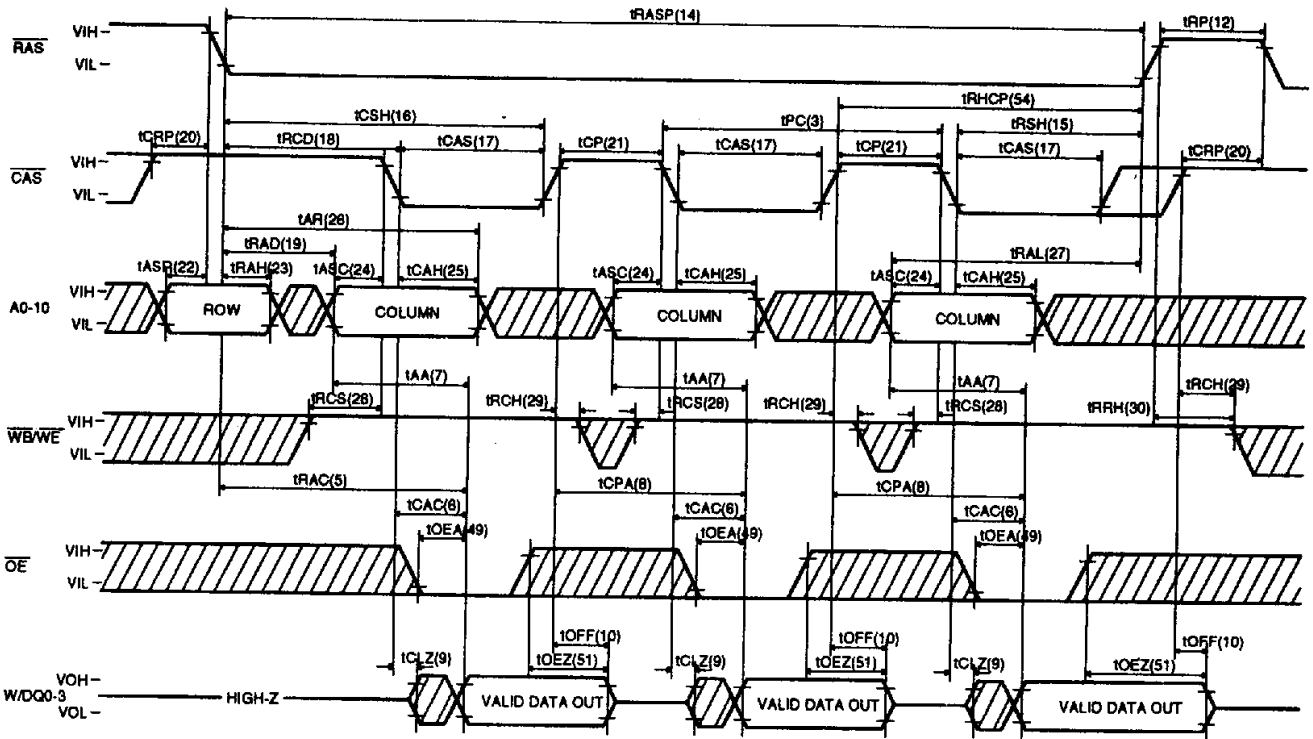 tRASP(14) tRP(12)
RAS VIH
VIL
tRHCP(54)
tCSH(16) tPC(3)
tCRP(20) tRCD(18) tRSH(15)
tCAS(17) tCP(21) tCAS(17) tCP(21) tCAS(17) tCRP(20)
CAS VIH
VIL
tAR(26)
tRAD(19) tRAL(27)
tASR(22) tRAH(23) tASC(24) tCAH(25) tASC(24) tCAH(25) tASC(24) tCAH(25)
A0-10 VIH
VIL
ROW COLUMN COLUMN COLUMN
tAA(7) tAA(7) tAA(7)
tRCS(28) tRCH(29) tRCS(28) tRCH(29) tRCS(28) tRRH(30) tRCH(29)
WB/WE VIH
VIL
tRAC(5) tCPA(8) tCPA(8)
tCAC(6) tCAC(6) tCAC(6)
tOEA(49) tOEA(49) tOEA(49)
OE VIH
VIL
tOFF(10) tOFF(10) tOFF(10)
tCLZ(9) tOEZ(51) tCLZ(9) tOEZ(51) tCLZ(9) tOEZ(51)
W/DQ0-3 VOH
VOL
HIGH-Z VALID DATA OUT VALID DATA OUT VALID DATA OUT